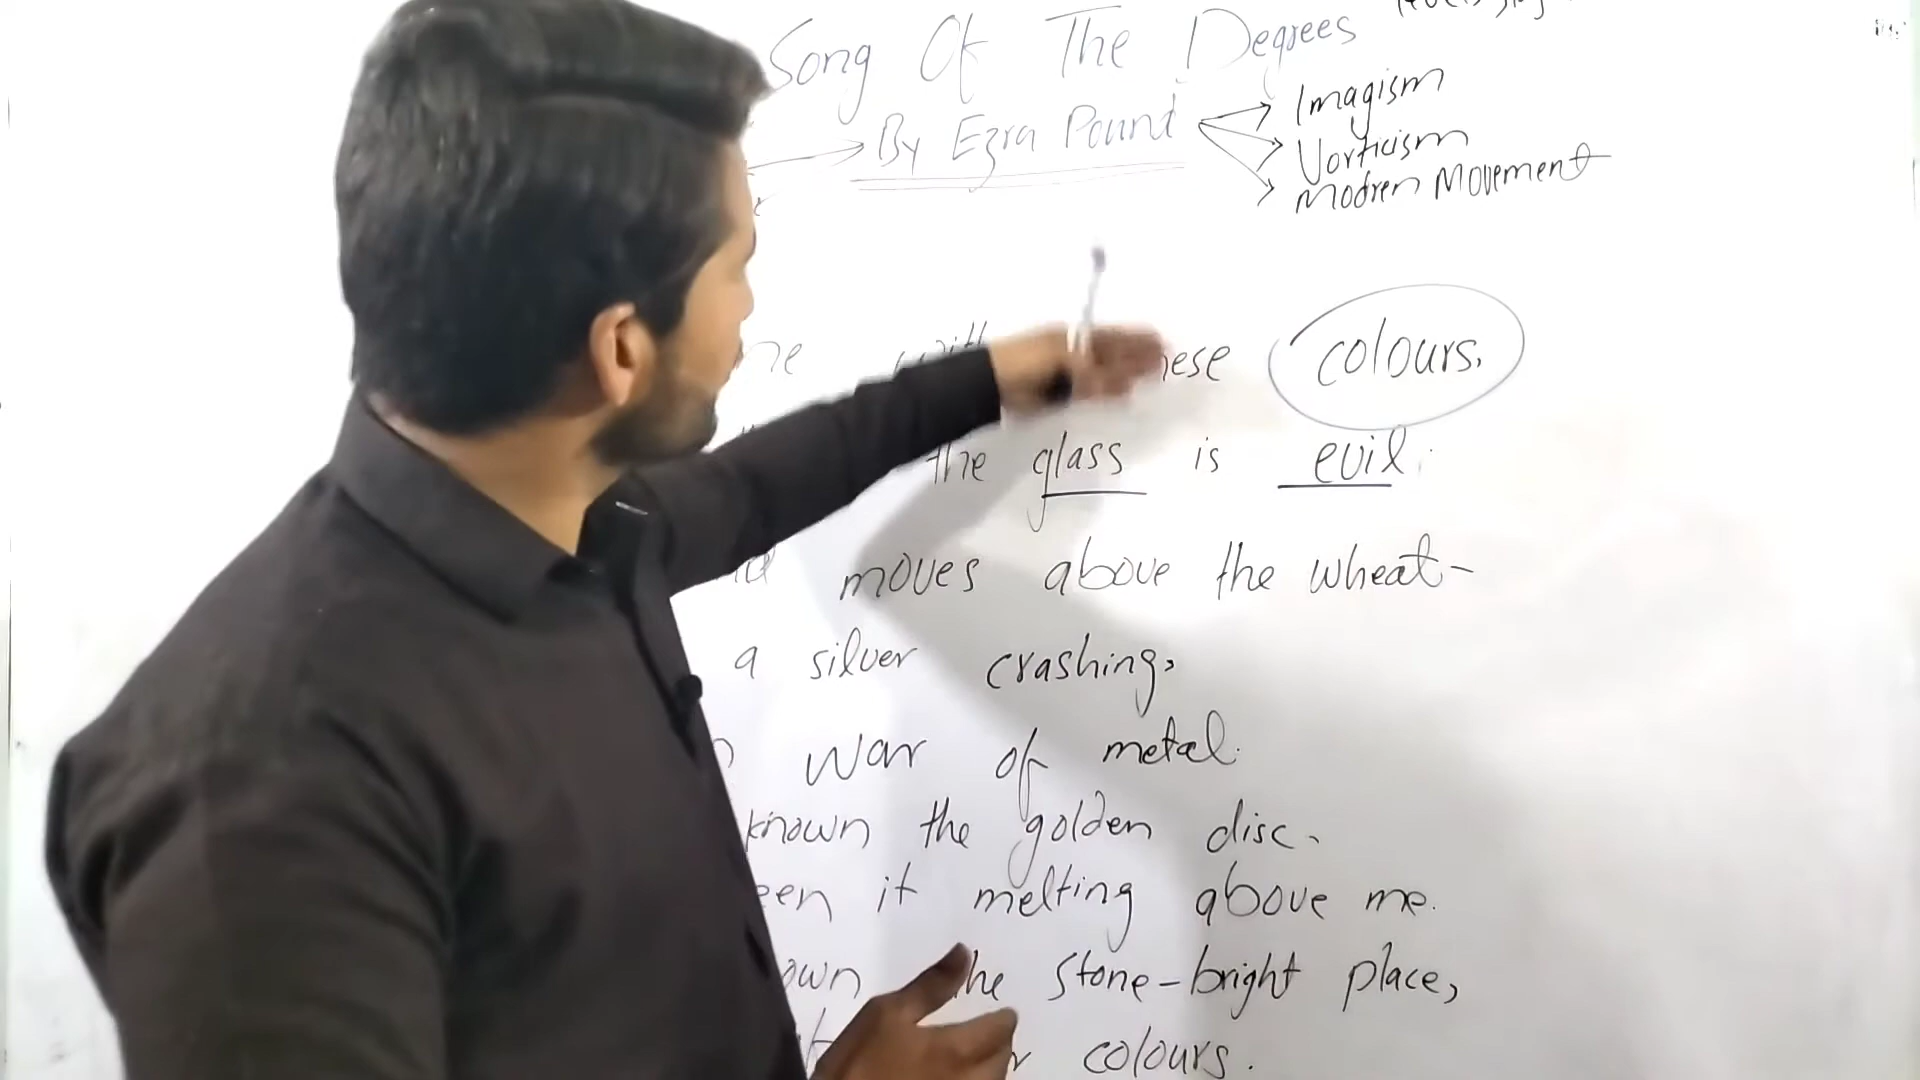 Song Of The Degrees
By Ezra Pound
Imagism
Vorticism
Modren Movement
colours.
the glass is evil.
moves above the wheat-
a silver crashing,
war of metal.
known the golden disc.
it melting above me.
the stone-bright place,
colours.